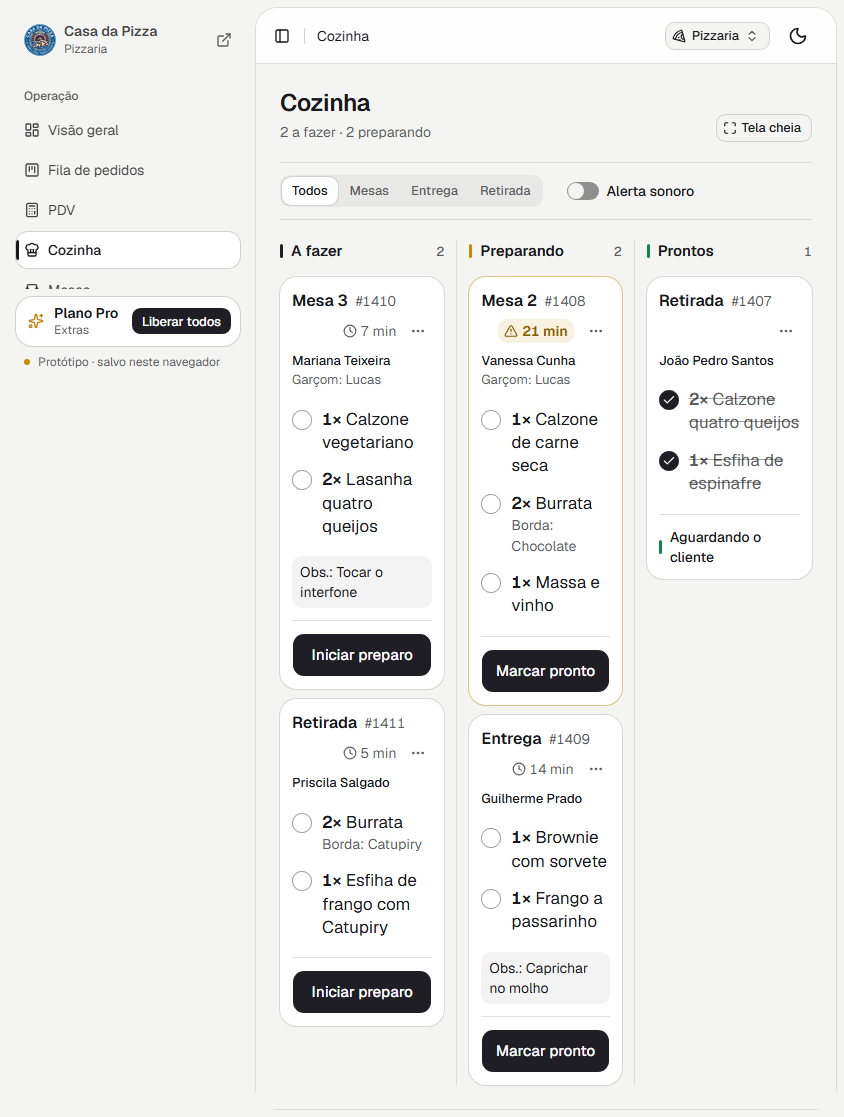 Casa da Pizza
Pizzaria
Operação
Visão geral
Fila de pedidos
PDV
Cozinha
Plano Pro
Extras
Liberar todos
Protótipo · salvo neste navegador
Cozinha
Pizzaria
Cozinha
2 a fazer · 2 preparando
Tela cheia
Todos
Mesas
Entrega
Retirada
Alerta sonoro
A fazer 2
Mesa 3 #1410
7 min ···
Mariana Teixeira
Garçom: Lucas
1× Calzone
vegetariano
2× Lasanha
quatro
queijos
Obs.: Tocar o
interfone
Iniciar preparo
Retirada #1411
5 min ···
Priscila Salgado
2× Burrata
Borda: Catupiry
1× Esfiha de
frango com
Catupiry
Iniciar preparo
Preparando 2
Mesa 2 #1408
21 min ···
Vanessa Cunha
Garçom: Lucas
1× Calzone
de carne
seca
2× Burrata
Borda:
Chocolate
1× Massa e
vinho
Marcar pronto
Entrega #1409
14 min ···
Guilherme Prado
1× Brownie
com sorvete
1× Frango a
passarinho
Obs.: Caprichar
no molho
Marcar pronto
Prontos 1
Retirada #1407
···
João Pedro Santos
2× Calzone
quatro queijos
1× Esfiha de
espinafre
Aguardando o
cliente